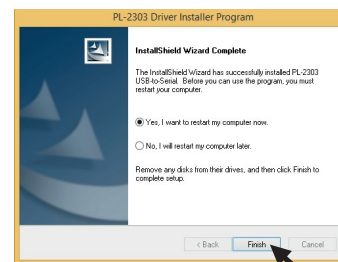 PL-2303 Driver Installer Program
InstallShield Wizard Complete
The InstallShield Wizard has successfully installed PL-2303
USB-to-Serial. Before you can use the program, you must
restart your computer.
Yes, I want to restart my computer now.
No, I will restart my computer later.
Remove any disks from their drives, and then click Finish to
complete setup.
< Back Finish Cancel